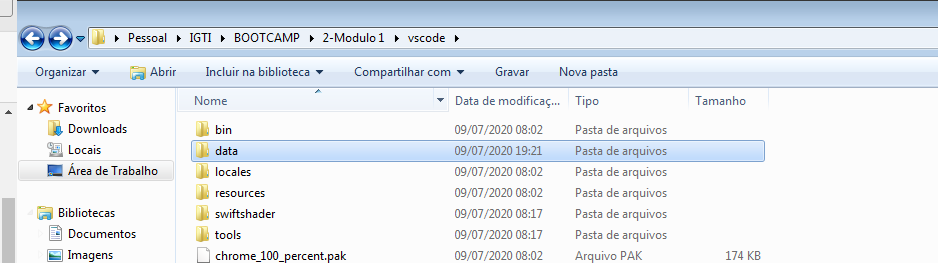 Pessoal ▸ IGTI ▸ BOOTCAMP ▸ 2-Modulo 1 ▸ vscode ▸
Organizar Abrir Incluir na biblioteca Compartilhar com Gravar Nova pasta
Favoritos
Downloads
Locais
Área de Trabalho
Bibliotecas
Documentos
Imagens
Nome Data de modificaç... Tipo Tamanho
bin 09/07/2020 08:02 Pasta de arquivos
data 09/07/2020 19:21 Pasta de arquivos
locales 09/07/2020 08:02 Pasta de arquivos
resources 09/07/2020 08:02 Pasta de arquivos
swiftshader 09/07/2020 08:17 Pasta de arquivos
tools 09/07/2020 08:17 Pasta de arquivos
chrome_100_percent.pak 09/07/2020 08:02 Arquivo PAK 174 KB